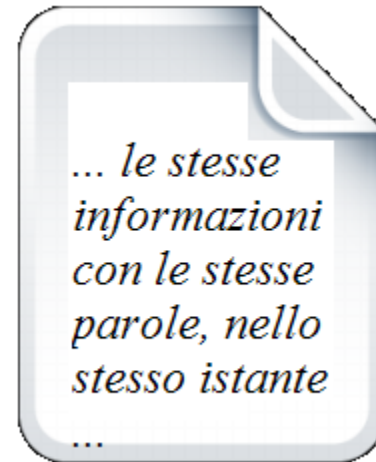 ... le stesse
informazioni
con le stesse
parole, nello
stesso istante
...